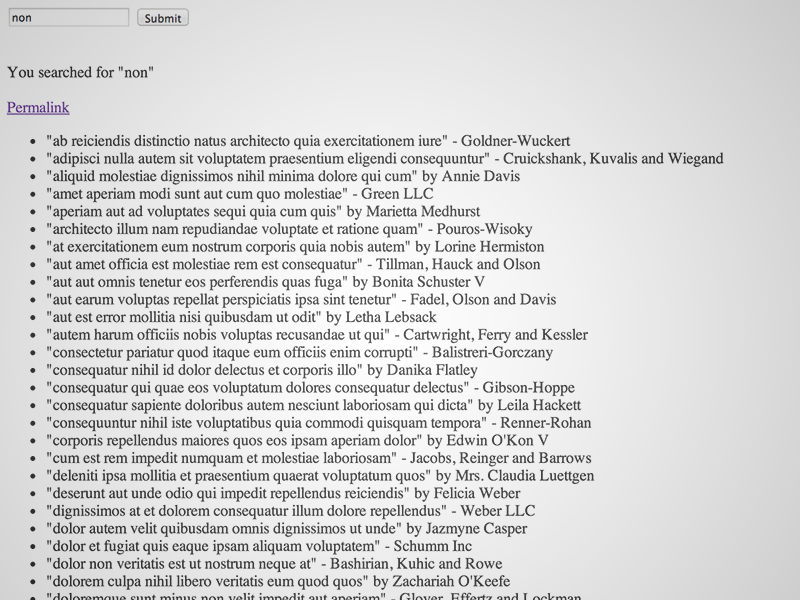 non Submit
You searched for "non"
Permalink
• "ab reiciendis distinctio natus architecto quia exercitationem iure" - Goldner-Wuckert
• "adipisci nulla autem sit voluptatem praesentium eligendi consequuntur" - Cruickshank, Kuvalis and Wiegand
• "aliquid molestiae dignissimos nihil minima dolore qui cum" by Annie Davis
• "amet aperiam modi sunt aut cum quo molestiae" - Green LLC
• "aperiam aut ad voluptates sequi quia cum quis" by Marietta Medhurst
• "architecto illum nam repudiandae voluptate et ratione quam" - Pouros-Wisoky
• "at exercitationem eum nostrum corporis quia nobis autem" by Lorine Hermiston
• "aut amet officia est molestiae rem est consequatur" - Tillman, Hauck and Olson
• "aut aut omnis tenetur eos perferendis quas fuga" by Bonita Schuster V
• "aut earum voluptas repellat perspiciatis ipsa sint tenetur" - Fadel, Olson and Davis
• "aut est error mollitia nisi quibusdam ut odit" by Letha Lebsack
• "autem harum officiis nobis voluptas recusandae ut qui" - Cartwright, Ferry and Kessler
• "consectetur pariatur quod itaque eum officiis enim corrupti" - Balistreri-Gorczany
• "consequatur nihil id dolor delectus et corporis illo" by Danika Flatley
• "consequatur qui quae eos voluptatum dolores consequatur delectus" - Gibson-Hoppe
• "consequatur sapiente doloribus autem nesciunt laboriosam qui dicta" by Leila Hackett
• "consequuntur nihil iste voluptatibus quia commodi quisquam tempora" - Renner-Rohan
• "corporis repellendus maiores quos eos ipsam aperiam dolor" by Edwin O'Kon V
• "cum est rem impedit numquam et molestiae laboriosam" - Jacobs, Reinger and Barrows
• "deleniti ipsa mollitia et praesentium quaerat voluptatum quos" by Mrs. Claudia Luettgen
• "deserunt aut unde odio qui impedit repellendus reiciendis" by Felicia Weber
• "dignissimos at et dolorem consequatur illum dolore repellendus" - Weber LLC
• "dolor autem velit quibusdam omnis dignissimos ut unde" by Jazmyne Casper
• "dolor et fugiat quis eaque ipsam aliquam voluptatem" - Schumm Inc
• "dolor non veritatis est ut nostrum neque at" - Bashirian, Kuhic and Rowe
• "dolorem culpa nihil libero veritatis eum quod quos" by Zachariah O'Keefe
• "doloremque sunt minus non velit impedit aut aperiam" - Glover, Effertz and Lockman